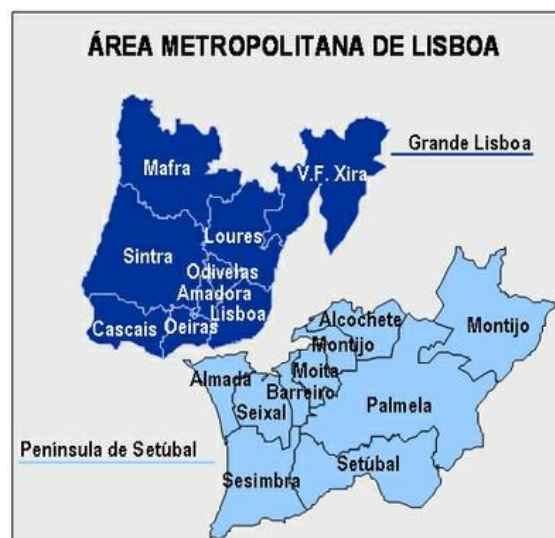 ÁREA METROPOLITANA DE LISBOA
Grande Lisboa
Mafra
V.F. Xira
Loures
Sintra
Odivelas
Amadora
Lisboa
Cascais
Oeiras
Alcochete
Montijo
Montijo
Moita
Almada
Barreiro
Seixal
Palmela
Península de Setúbal
Setúbal
Sesimbra